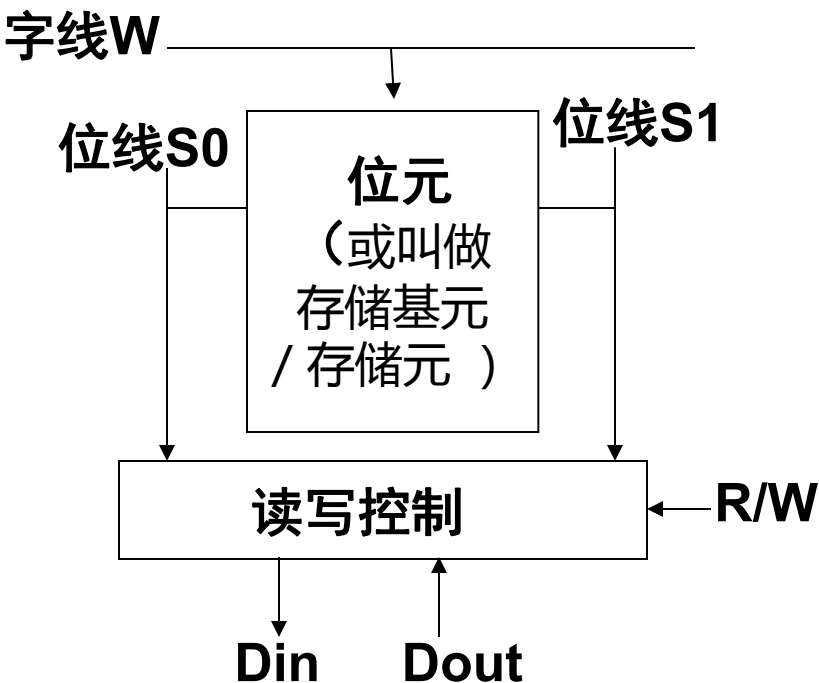 字线W
位线S0
位线S1
位元
（或叫做
存储基元
/ 存储元 ）
读写控制
R/W
Din
Dout